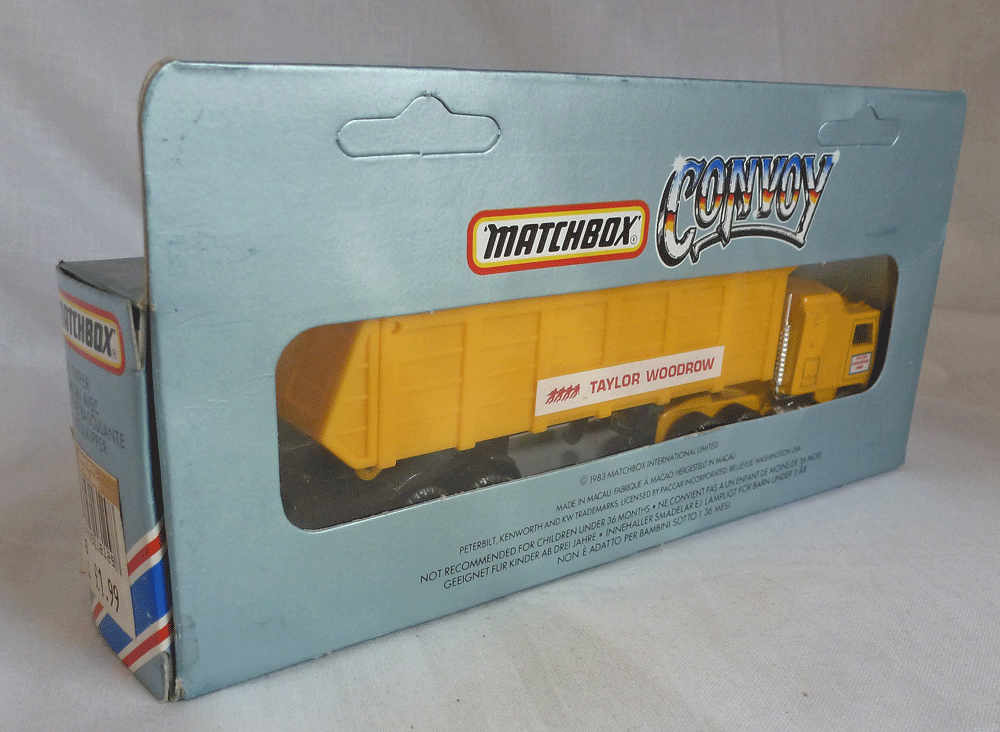 'MATCHBOX'®
CONVOY
TAYLOR WOODROW
© 1983 MATCHBOX INTERNATIONAL LIMITED
MADE IN MACAU· FABRIQUÉ À MACAO· HERGESTELLT IN MACAU
PETERBILT, KENWORTH AND KW TRADEMARKS: LICENSED BY PACCAR INCORPORATED. BELLEVUE. WASHINGTON. USA
NOT RECOMMENDED FOR CHILDREN UNDER 36 MONTHS • NE CONVIENT PAS A UN ENFANT DE MOINS DE 36 MOIS
GEEIGNET FUR KINDER AB DREI JAHRE • INNEHALLER SMADELAR EJ LAMPLIGT FOR BARN UNDER 3 ÅR
NON È ADATTO PER BAMBINI SOTTO I 36 MESI
ATCHBOX
£1.99